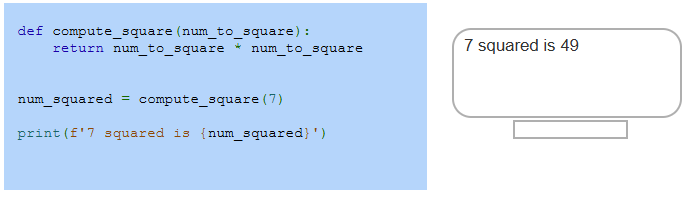 def compute_square(num_to_square):
    return num_to_square * num_to_square
num_squared = compute_square(7)
print(f'7 squared is {num_squared}')
7 squared is 49